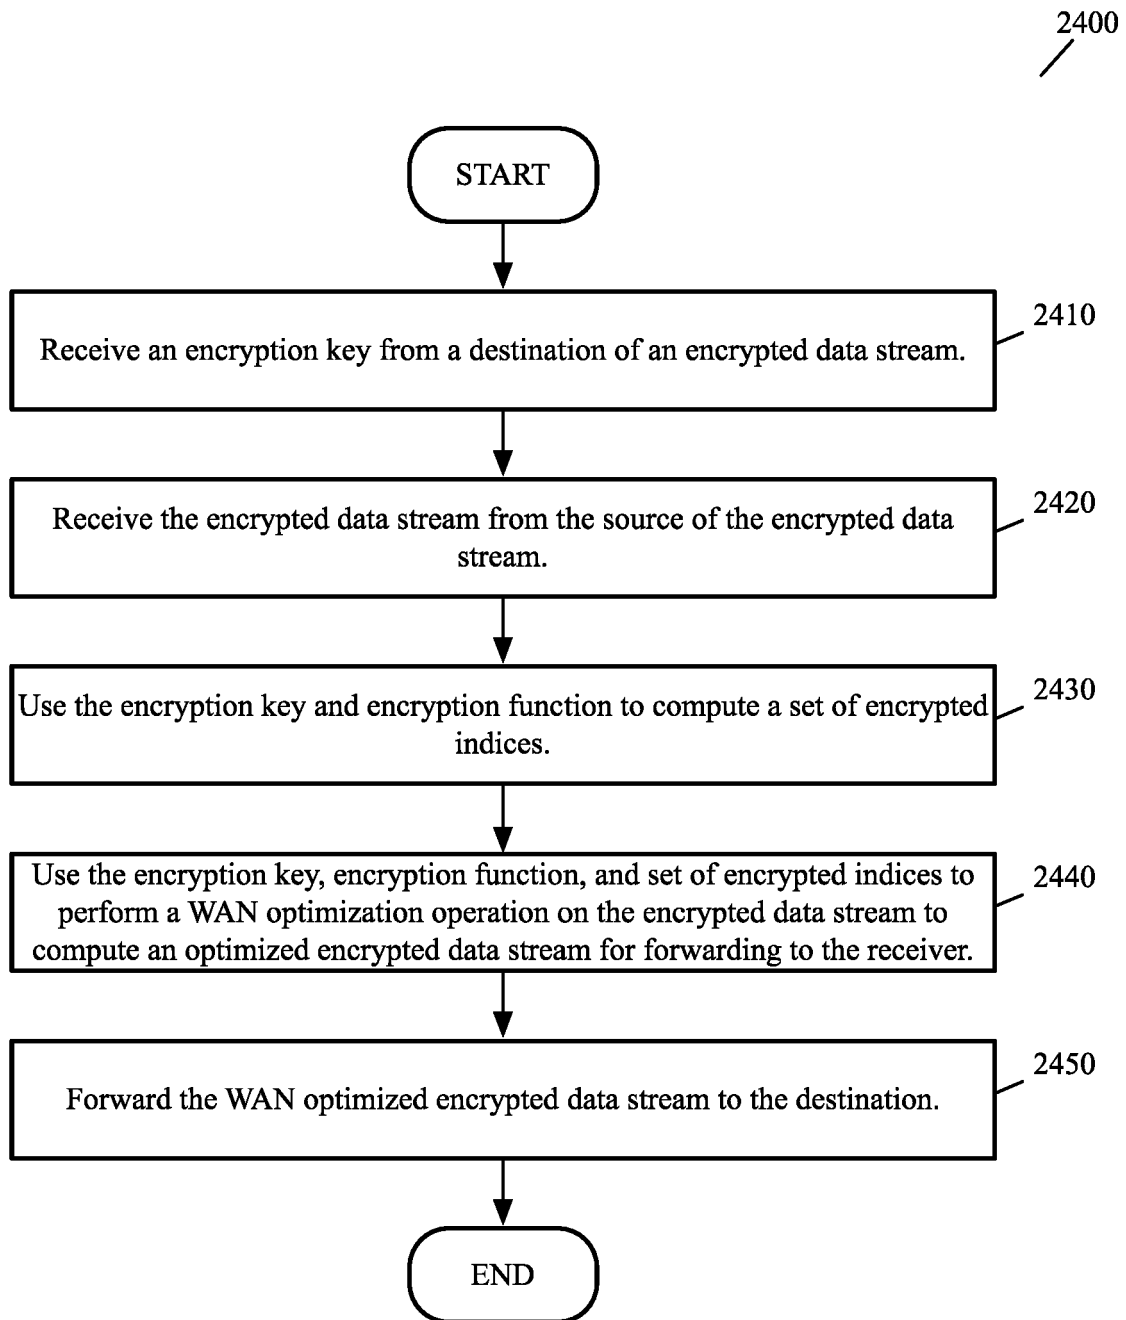 2400
START
2410
Receive an encryption key from a destination of an encrypted data stream.
2420
Receive the encrypted data stream from the source of the encrypted data
stream.
2430
Use the encryption key and encryption function to compute a set of encrypted
indices.
2440
Use the encryption key, encryption function, and set of encrypted indices to
perform a WAN optimization operation on the encrypted data stream to
compute an optimized encrypted data stream for forwarding to the receiver.
2450
Forward the WAN optimized encrypted data stream to the destination.
END